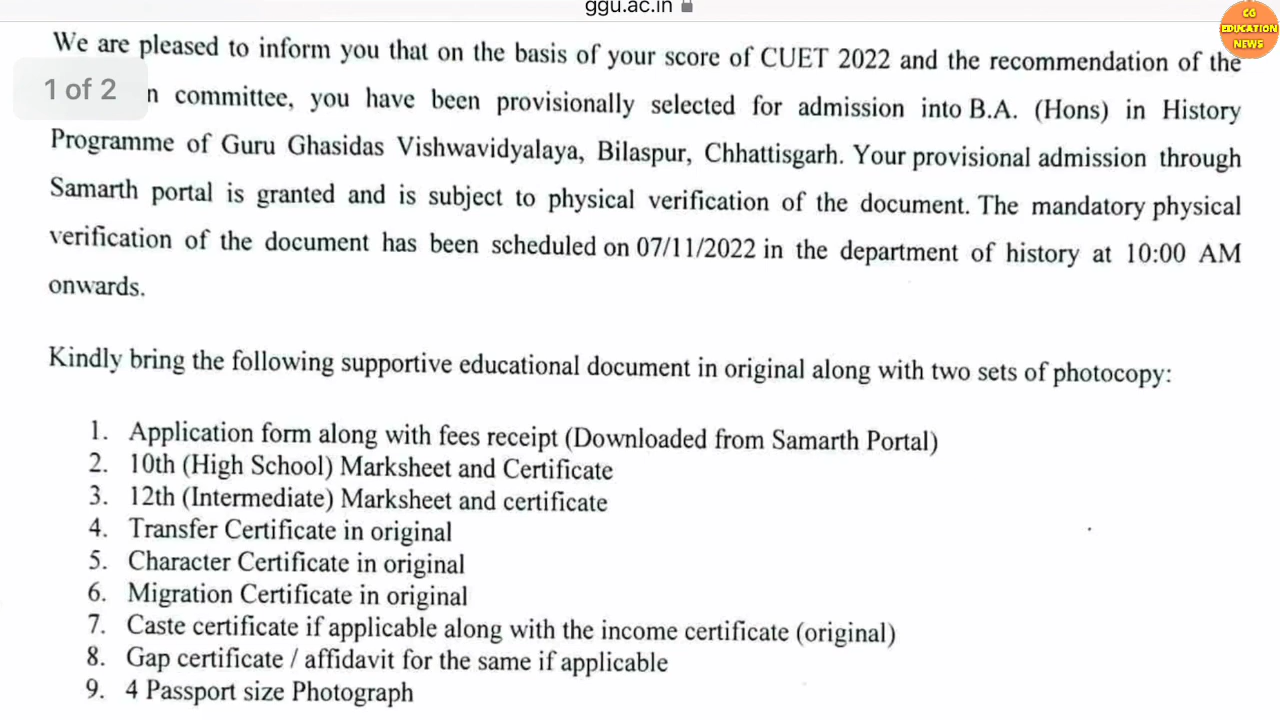 ggu.ac.in
CG
EDUCATION
NEWS
We are pleased to inform you that on the basis of your score of CUET 2022 and the recommendation of the
1 of 2
n committee, you have been provisionally selected for admission into B.A. (Hons) in History
Programme of Guru Ghasidas Vishwavidyalaya, Bilaspur, Chhattisgarh. Your provisional admission through
Samarth portal is granted and is subject to physical verification of the document. The mandatory physical
verification of the document has been scheduled on 07/11/2022 in the department of history at 10:00 AM
onwards.
Kindly bring the following supportive educational document in original along with two sets of photocopy:
1. Application form along with fees receipt (Downloaded from Samarth Portal)
2. 10th (High School) Marksheet and Certificate
3. 12th (Intermediate) Marksheet and certificate
4. Transfer Certificate in original
5. Character Certificate in original
6. Migration Certificate in original
7. Caste certificate if applicable along with the income certificate (original)
8. Gap certificate / affidavit for the same if applicable
9. 4 Passport size Photograph